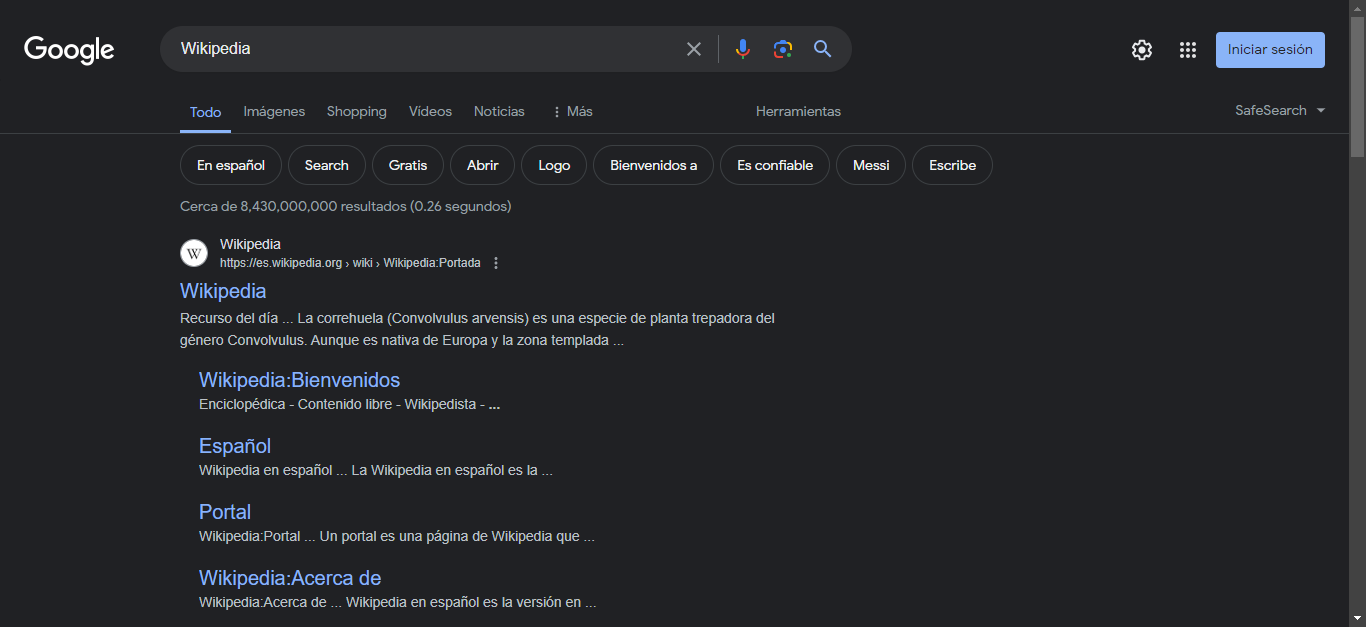 Google
Wikipedia
Iniciar sesión
Todo Imágenes Shopping Vídeos Noticias Más Herramientas SafeSearch
En español Search Gratis Abrir Logo Bienvenidos a Es confiable Messi Escribe
Cerca de 8,430,000,000 resultados (0.26 segundos)
W
Wikipedia
https://es.wikipedia.org › wiki › Wikipedia:Portada
Wikipedia
Recurso del día ... La correhuela (Convolvulus arvensis) es una especie de planta trepadora del
género Convolvulus. Aunque es nativa de Europa y la zona templada ...
Wikipedia:Bienvenidos
Enciclopédica - Contenido libre - Wikipedista - ...
Español
Wikipedia en español ... La Wikipedia en español es la ...
Portal
Wikipedia:Portal ... Un portal es una página de Wikipedia que ...
Wikipedia:Acerca de
Wikipedia:Acerca de ... Wikipedia en español es la versión en ...